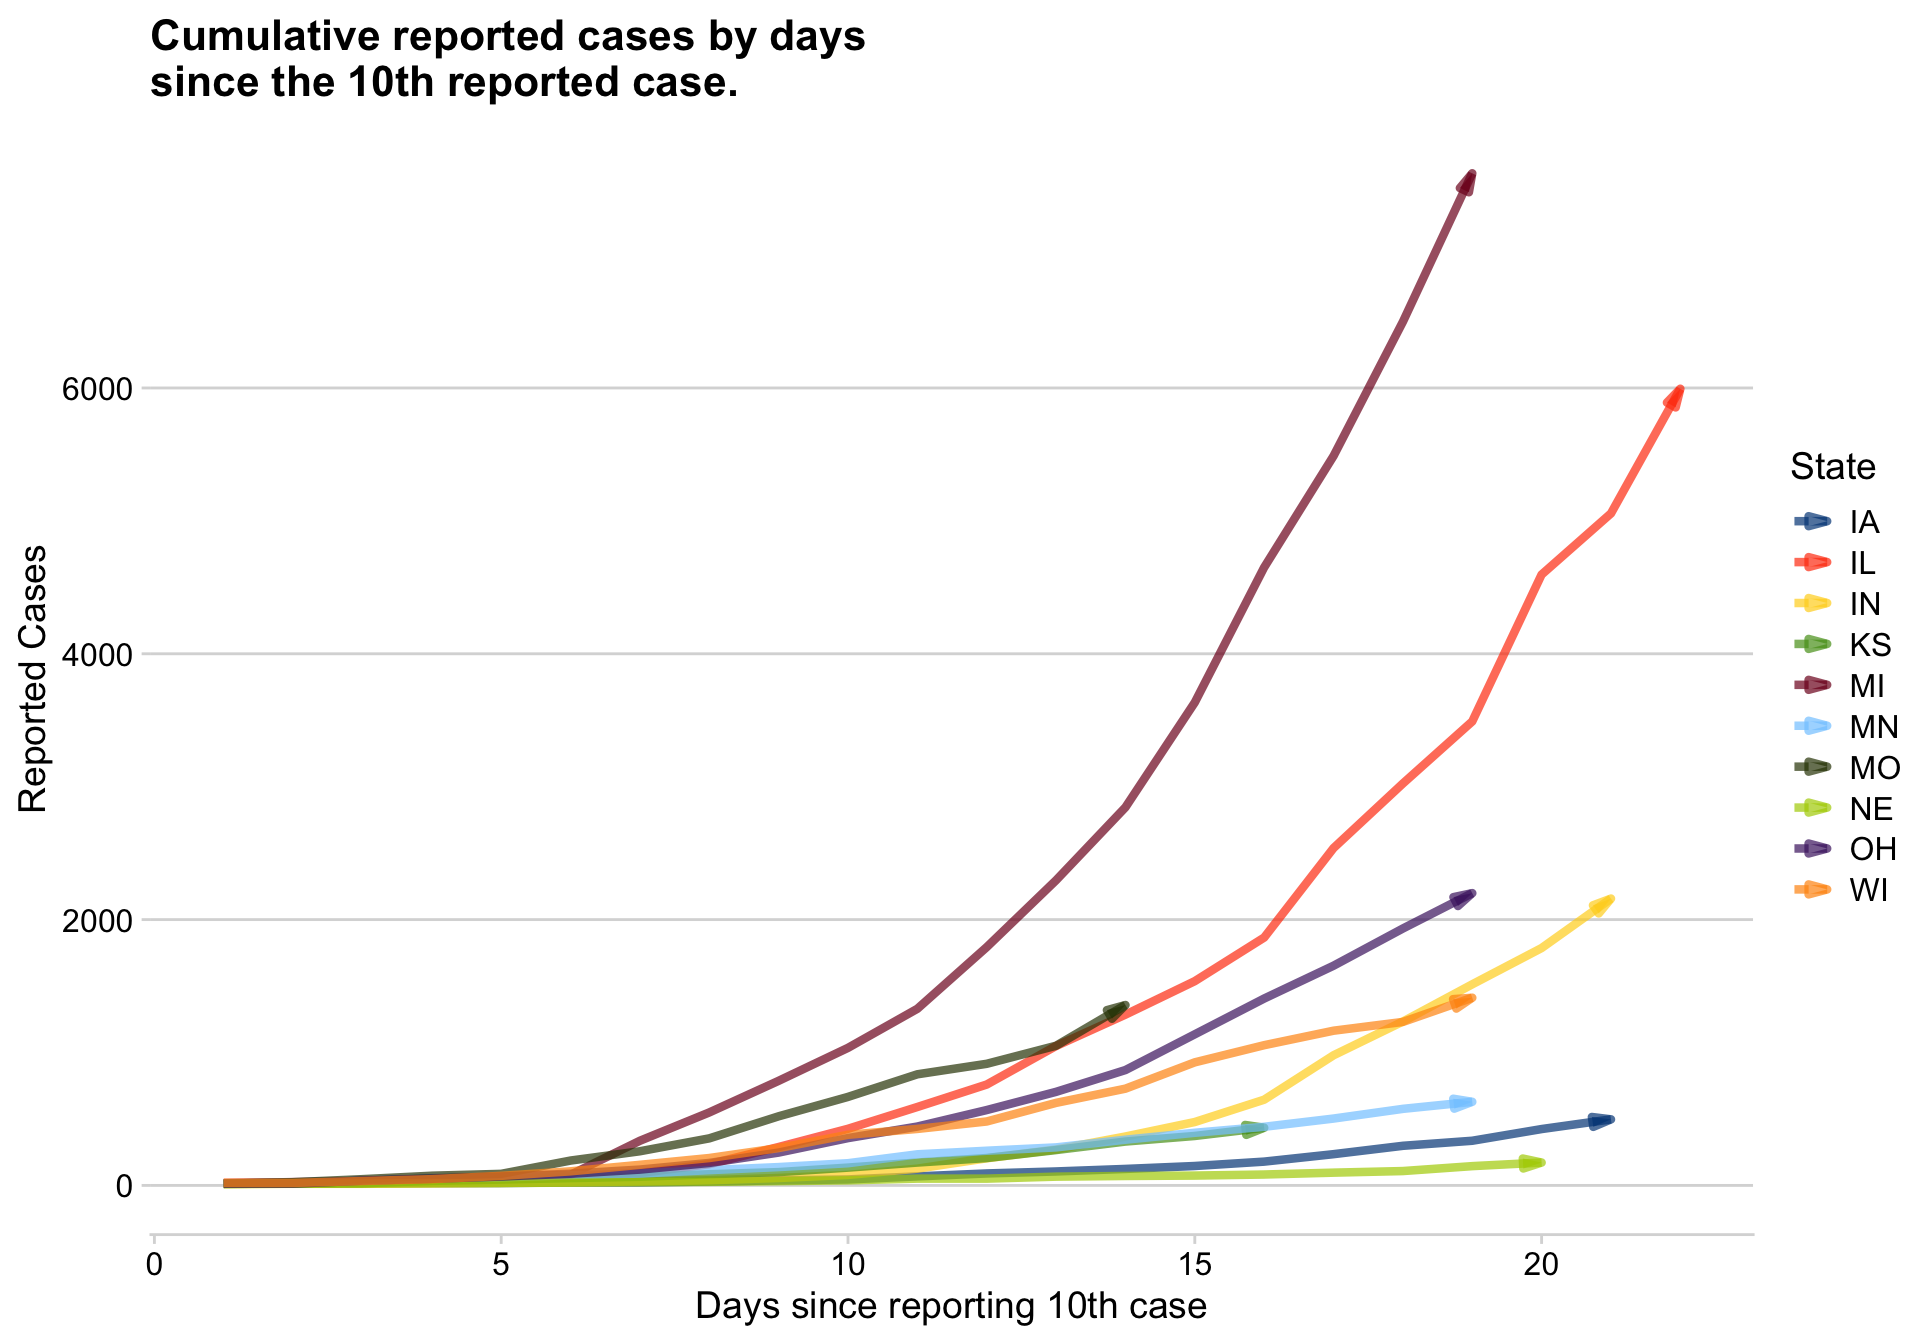 Cumulative reported cases by days
since the 10th reported case.
Reported Cases
6000
4000
2000
0
0
5
10
15
20
Days since reporting 10th case
State
IA
IL
IN
KS
MI
MN
MO
NE
OH
WI